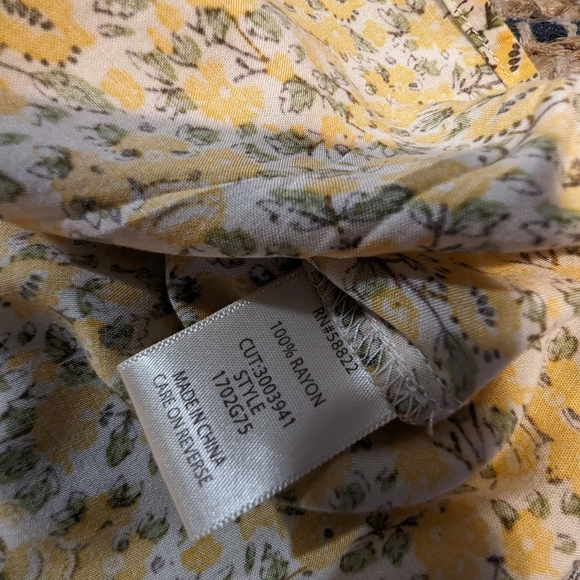 RN#58822
100% RAYON
CUT:3003941
STYLE
1702G75
MADE IN CHINA
CARE ON REVERSE